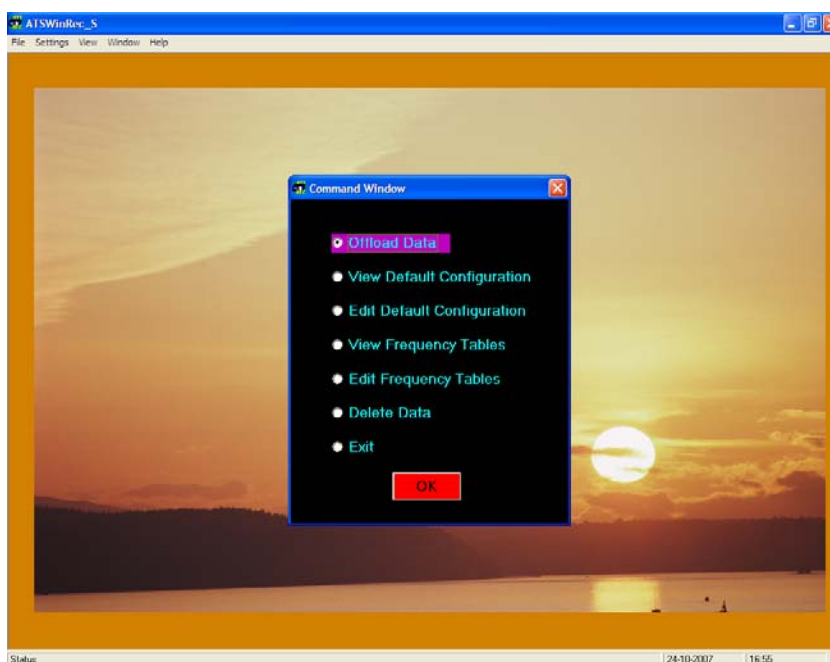 ATSWinRec_S
File Settings View Window Help
Command Window
Offload Data
View Default Configuration
Edit Default Configuration
View Frequency Tables
Edit Frequency Tables
Delete Data
Exit
OK
Status 24-10-2007 16:55